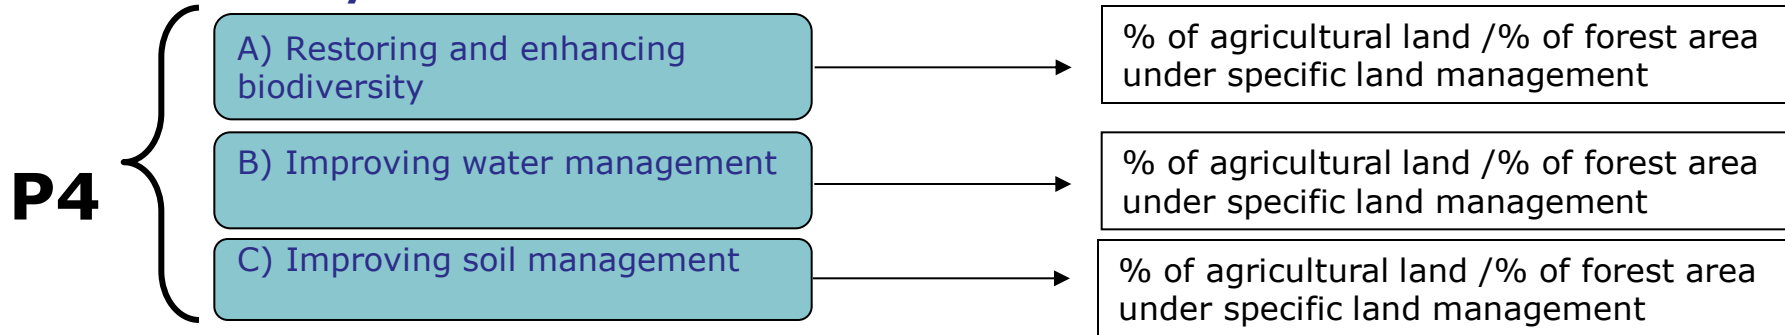 A) Restoring and enhancing
biodiversity
% of agricultural land /% of forest area
under specific land management
P4
B) Improving water management
% of agricultural land /% of forest area
under specific land management
C) Improving soil management
% of agricultural land /% of forest area
under specific land management